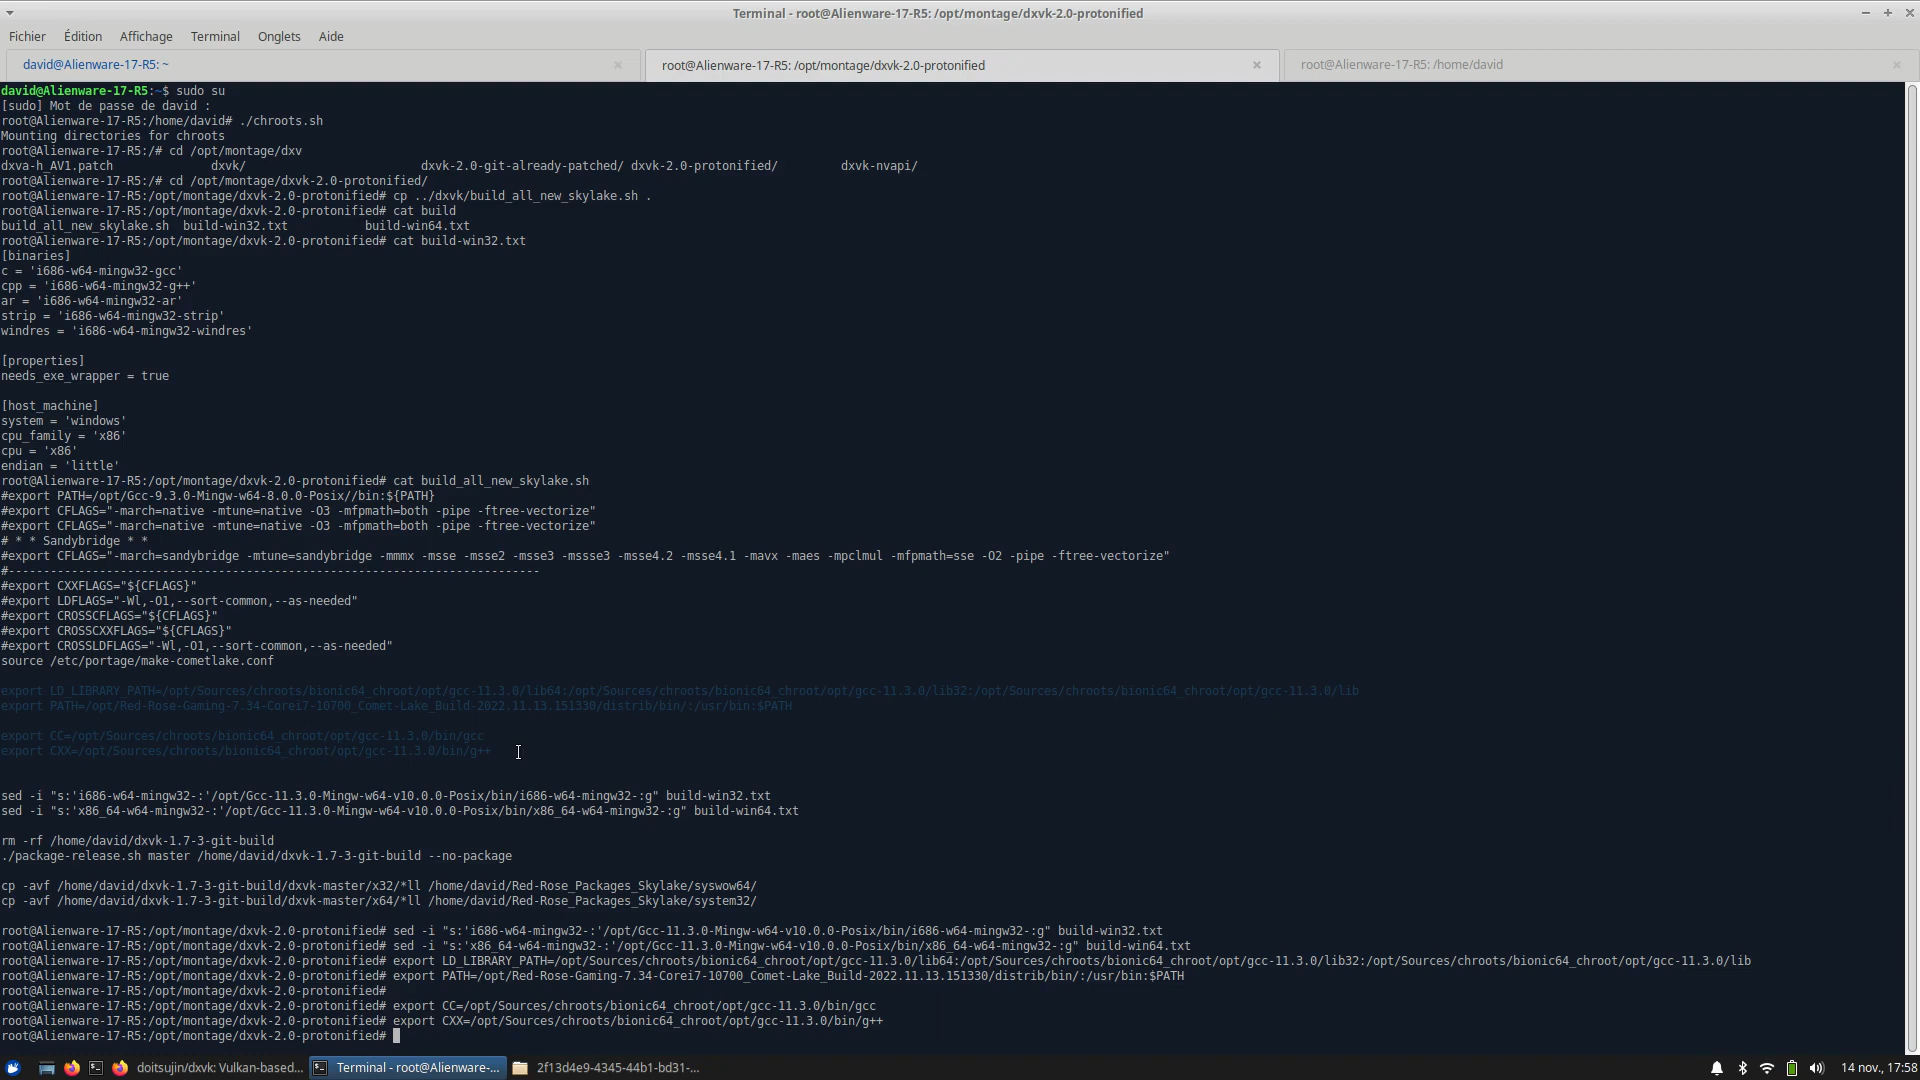 Terminal - root@Alienware-17-R5: /opt/montage/dxvk-2.0-protonified
Fichier Édition Affichage Terminal Onglets Aide
david@Alienware-17-R5: ~ root@Alienware-17-R5: /opt/montage/dxvk-2.0-protonified root@Alienware-17-R5: /home/david
david@Alienware-17-R5:~$ sudo su
[sudo] Mot de passe de david :
root@Alienware-17-R5:/home/david# ./chroots.sh
Mounting directories for chroots
root@Alienware-17-R5:/# cd /opt/montage/dxv
dxva-h_AV1.patch dxvk/ dxvk-2.0-git-already-patched/ dxvk-2.0-protonified/ dxvk-nvapi/
root@Alienware-17-R5:/# cd /opt/montage/dxvk-2.0-protonified/
root@Alienware-17-R5:/opt/montage/dxvk-2.0-protonified# cp ../dxvk/build_all_new_skylake.sh .
root@Alienware-17-R5:/opt/montage/dxvk-2.0-protonified# cat build
build_all_new_skylake.sh build-win32.txt build-win64.txt
root@Alienware-17-R5:/opt/montage/dxvk-2.0-protonified# cat build-win32.txt
[binaries]
c = 'i686-w64-mingw32-gcc'
cpp = 'i686-w64-mingw32-g++'
ar = 'i686-w64-mingw32-ar'
strip = 'i686-w64-mingw32-strip'
windres = 'i686-w64-mingw32-windres'
[properties]
needs_exe_wrapper = true
[host_machine]
system = 'windows'
cpu_family = 'x86'
cpu = 'x86'
endian = 'little'
root@Alienware-17-R5:/opt/montage/dxvk-2.0-protonified# cat build_all_new_skylake.sh
#export PATH=/opt/Gcc-9.3.0-Mingw-w64-8.0.0-Posix//bin:${PATH}
#export CFLAGS="-march=native -mtune=native -O3 -mfpmath=both -pipe -ftree-vectorize"
#export CFLAGS="-march=native -mtune=native -O3 -mfpmath=both -pipe -ftree-vectorize"
# * * Sandybridge * *
#export CFLAGS="-march=sandybridge -mtune=sandybridge -mmmx -msse -msse2 -msse3 -mssse3 -msse4.2 -msse4.1 -mavx -maes -mpclmul -mfpmath=sse -O2 -pipe -ftree-vectorize"
#---------------------------------------------------------------------------
#export CXXFLAGS="${CFLAGS}"
#export LDFLAGS="-Wl,-O1,--sort-common,--as-needed"
#export CROSSCFLAGS="${CFLAGS}"
#export CROSSCXXFLAGS="${CFLAGS}"
#export CROSSLDFLAGS="-Wl,-O1,--sort-common,--as-needed"
source /etc/portage/make-cometlake.conf
export LD_LIBRARY_PATH=/opt/Sources/chroots/bionic64_chroot/opt/gcc-11.3.0/lib64:/opt/Sources/chroots/bionic64_chroot/opt/gcc-11.3.0/lib32:/opt/Sources/chroots/bionic64_chroot/opt/gcc-11.3.0/lib
export PATH=/opt/Red-Rose-Gaming-7.34-Corei7-10700_Comet-Lake_Build-2022.11.13.151330/distrib/bin/:/usr/bin:$PATH
export CC=/opt/Sources/chroots/bionic64_chroot/opt/gcc-11.3.0/bin/gcc
export CXX=/opt/Sources/chroots/bionic64_chroot/opt/gcc-11.3.0/bin/g++
sed -i "s:'i686-w64-mingw32-:'/opt/Gcc-11.3.0-Mingw-w64-v10.0.0-Posix/bin/i686-w64-mingw32-:g" build-win32.txt
sed -i "s:'x86_64-w64-mingw32-:'/opt/Gcc-11.3.0-Mingw-w64-v10.0.0-Posix/bin/x86_64-w64-mingw32-:g" build-win64.txt
rm -rf /home/david/dxvk-1.7-3-git-build
./package-release.sh master /home/david/dxvk-1.7-3-git-build --no-package
cp -avf /home/david/dxvk-1.7-3-git-build/dxvk-master/x32/*ll /home/david/Red-Rose_Packages_Skylake/syswow64/
cp -avf /home/david/dxvk-1.7-3-git-build/dxvk-master/x64/*ll /home/david/Red-Rose_Packages_Skylake/system32/
root@Alienware-17-R5:/opt/montage/dxvk-2.0-protonified# sed -i "s:'i686-w64-mingw32-:'/opt/Gcc-11.3.0-Mingw-w64-v10.0.0-Posix/bin/i686-w64-mingw32-:g" build-win32.txt
root@Alienware-17-R5:/opt/montage/dxvk-2.0-protonified# sed -i "s:'x86_64-w64-mingw32-:'/opt/Gcc-11.3.0-Mingw-w64-v10.0.0-Posix/bin/x86_64-w64-mingw32-:g" build-win64.txt
root@Alienware-17-R5:/opt/montage/dxvk-2.0-protonified# export LD_LIBRARY_PATH=/opt/Sources/chroots/bionic64_chroot/opt/gcc-11.3.0/lib64:/opt/Sources/chroots/bionic64_chroot/opt/gcc-11.3.0/lib32:/opt/Sources/chroots/bionic64_chroot/opt/gcc-11.3.0/lib
root@Alienware-17-R5:/opt/montage/dxvk-2.0-protonified# export PATH=/opt/Red-Rose-Gaming-7.34-Corei7-10700_Comet-Lake_Build-2022.11.13.151330/distrib/bin/:/usr/bin:$PATH
root@Alienware-17-R5:/opt/montage/dxvk-2.0-protonified#
root@Alienware-17-R5:/opt/montage/dxvk-2.0-protonified# export CC=/opt/Sources/chroots/bionic64_chroot/opt/gcc-11.3.0/bin/gcc
root@Alienware-17-R5:/opt/montage/dxvk-2.0-protonified# export CXX=/opt/Sources/chroots/bionic64_chroot/opt/gcc-11.3.0/bin/g++
root@Alienware-17-R5:/opt/montage/dxvk-2.0-protonified#
doitsujin/dxvk: Vulkan-based... Terminal - root@Alienware-... 2f13d4e9-4345-44b1-bd31-... 14 nov., 17:58